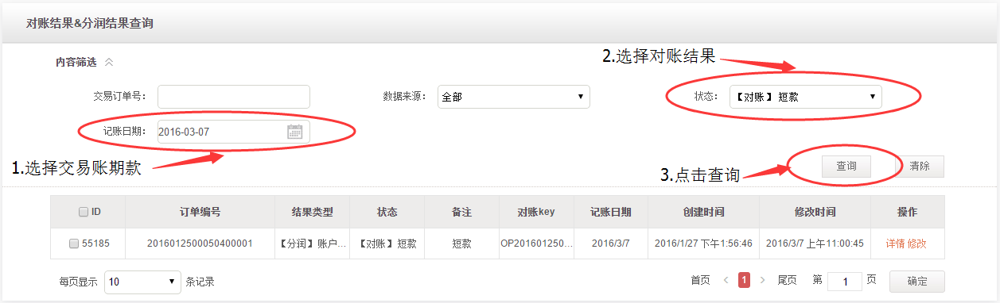 对账结果&分润结果查询
内容筛选
2.选择对账结果
交易订单号： 数据来源： 全部 状态： 【对账】短款
记账日期： 2016-03-07
1.选择交易账期款
3.点击查询 查询 清除
ID 订单编号 结果类型 状态 备注 对账key 记账日期 创建时间 修改时间 操作
55185 2016012500050400001 【分润】账户... 【对账】短款 短款 OP201601250... 2016/3/7 2016/1/27 下午1:56:46 2016/3/7 上午11:00:45 详情 修改
每页显示 10 条记录 首页 < 1 > 尾页 第 1 页 确定